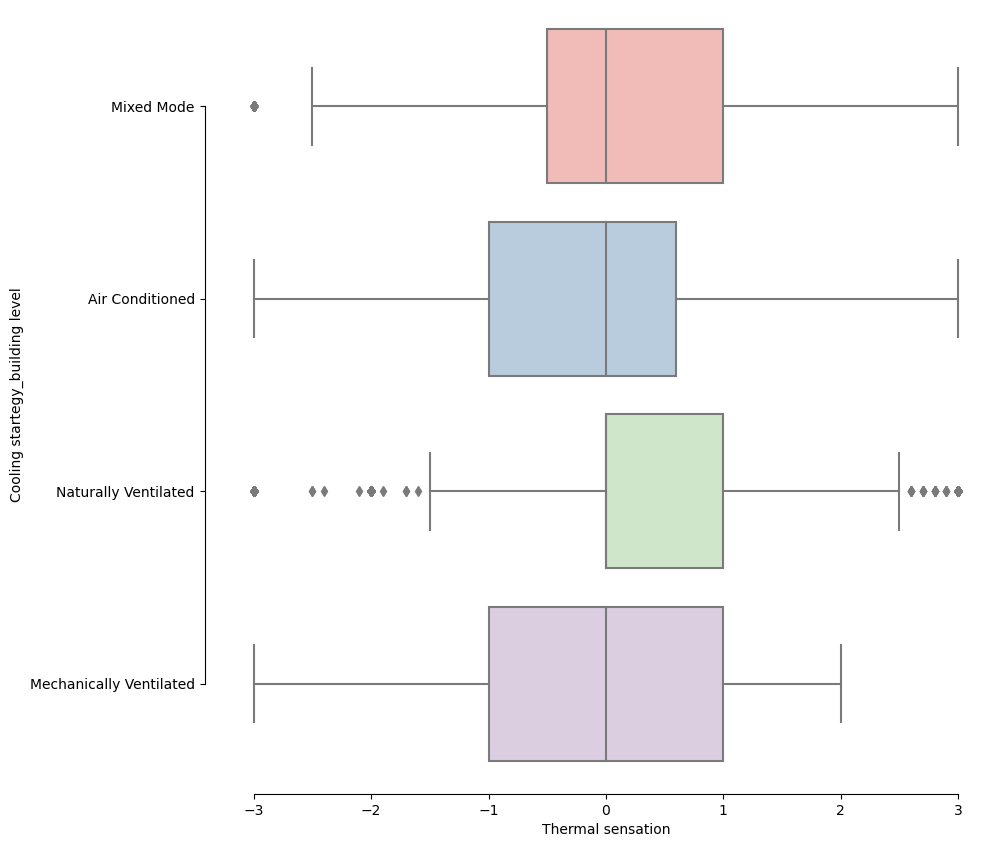 Mixed Mode
Air Conditioned
Naturally Ventilated
Mechanically Ventilated
Cooling startegy_building level
−3 −2 −1 0 1 2 3
Thermal sensation